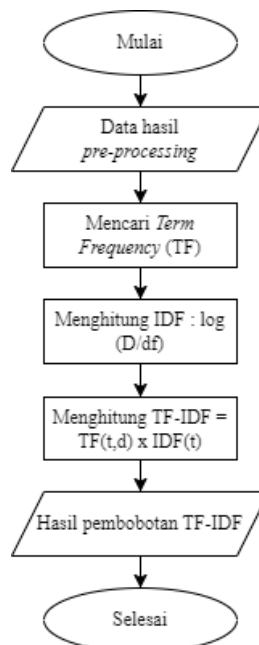 Mulai
Data hasil
pre-processing
Mencari Term
Frequency (TF)
Menghitung IDF : log
(D/df)
Menghitung TF-IDF =
TF(t,d) x IDF(t)
Hasil pembobotan TF-IDF
Selesai